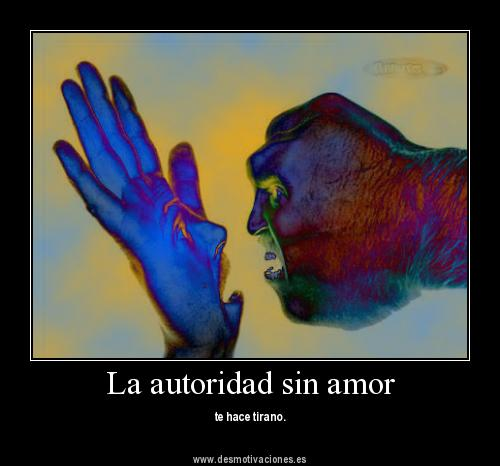 La autoridad sin amor
te hace tirano.
www.desmotivaciones.es